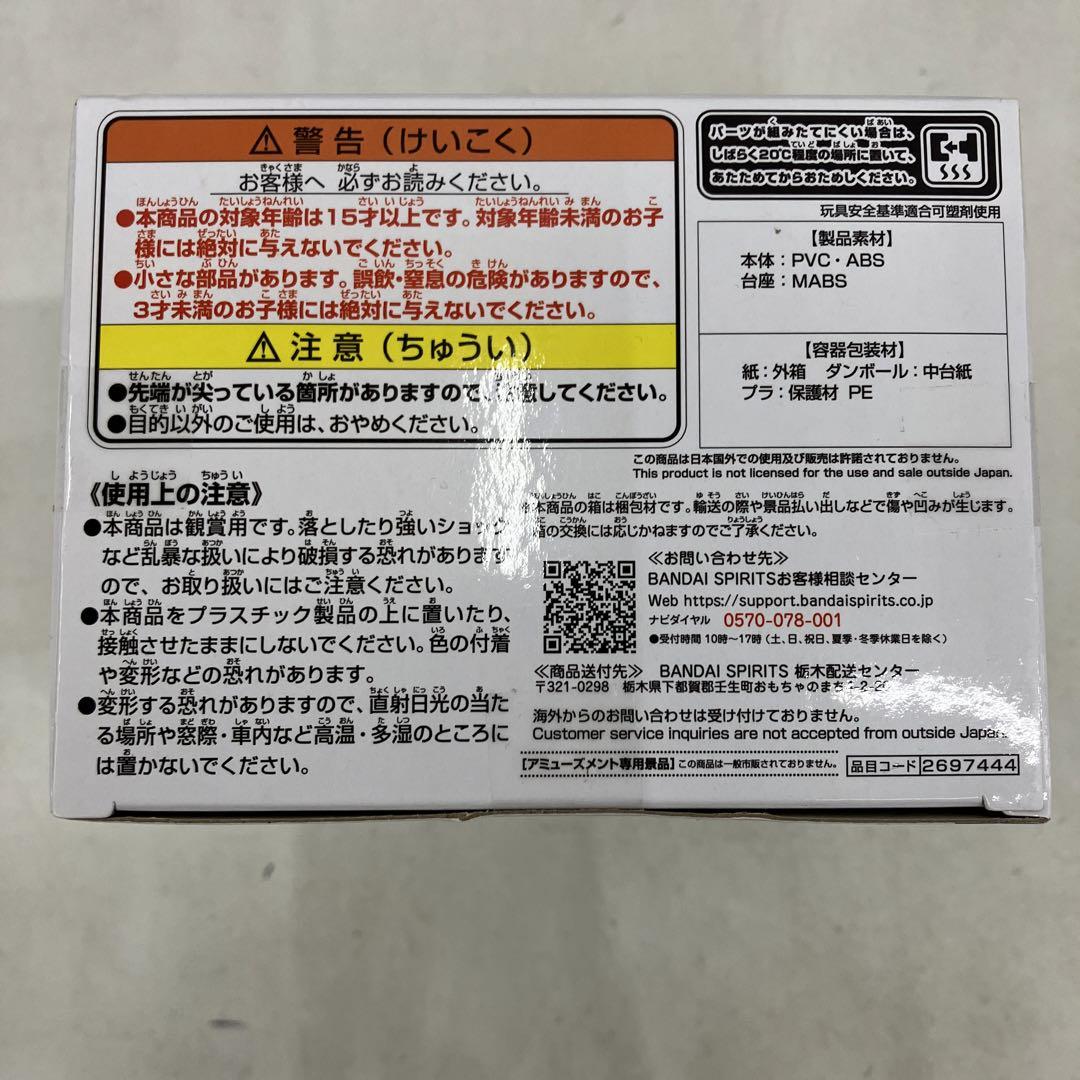 ⚠警告(けいこく)
お客様へ 必ずお読みください。
●本商品の対象年齢は15才以上です。対象年齢未満のお子
様には絶対に与えないでください。
●小さな部品があります。誤飲・窒息の危険がありますので、
3才未満のお子様には絶対に与えないでください。
⚠注意(ちゅうい)
●先端が尖っている箇所がありますので、 してください。
●目的以外のご使用は、おやめください。
パーツが組みたてにくい場合は、
しばらく20℃程度の場所に置いて、
あたためてからおためしください。
玩具安全基準適合可塑剤使用
【製品素材】
本体:PVC・ABS
台座:MABS
【容器包装材】
紙:外箱 ダンボール:中台紙
プラ:保護材 PE
この商品は日本国外での使用及び販売は許諾されておりません。
This product is not licensed for the use and sale outside Japan.
《使用上の注意》
●本商品は観賞用です。落としたり強いショック
など乱暴な扱いにより破損する恐れがあります
ので、お取り扱いにはご注意ください。
●本商品をプラスチック製品の上に置いたり、
接触させたままにしないでください。色の付着
や変形などの恐れがあります。
●変形する恐れがありますので、直射日光の当た
る場所や窓際・車内など高温・多湿のところに
は置かないでください。
※本商品の箱は梱包材です。輸送の際や景品払い出しなどで傷や凹みが生じます。
箱の交換には応じかねますのでご了承ください。
≪お問い合わせ先≫
BANDAI SPIRITSお客様相談センター
Web https://support.bandaispirits.co.jp
ナビダイヤル 0570-078-001
●受付時間 10時〜17時(土、日、祝日、夏季・冬季休業日を除く)
≪商品送付先≫ BANDAI SPIRITS 栃木配送センター
〒321-0298 栃木県下都賀郡壬生町おもちゃのまち1-2-20
海外からのお問い合わせは受け付けておりません。
Customer service inquiries are not accepted from outside Japan.
【アミューズメント専用景品】この商品は一般市販されておりません。
品目コード 2697444